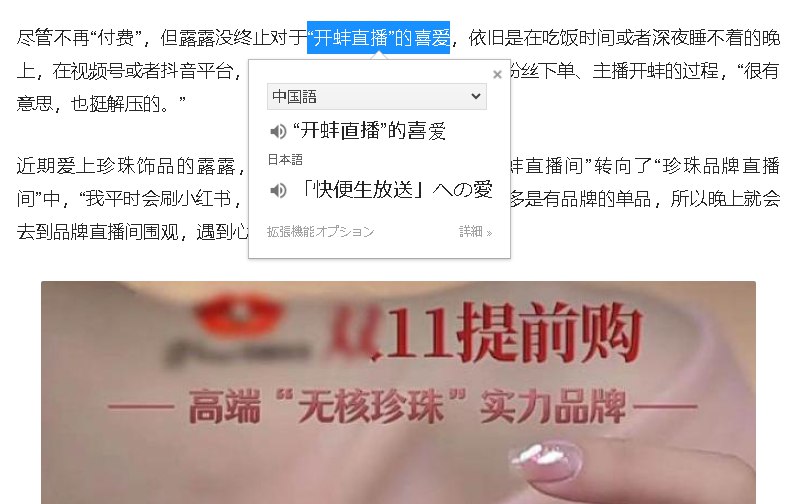 尽管不再“付费”，但露露没终止对于“开蚌直播”的喜爱，依旧是在吃饭时间或者深夜睡不着的晚
上，在视频号或者抖音平台，
粉丝下单、主播开蚌的过程，“很有
意思，也挺解压的。”
×
中国語
“开蚌直播”的喜爱
日本語
「快便生放送」への愛
拡張機能オプション
詳細 »
近期爱上珍珠饰品的露露，
蚌直播间”转向了“珍珠品牌直播
间”中，“我平时会刷小红书，
多是有品牌的单品，所以晚上就会
去到品牌直播间围观，遇到心
双11提前购
高端“无核珍珠”实力品牌